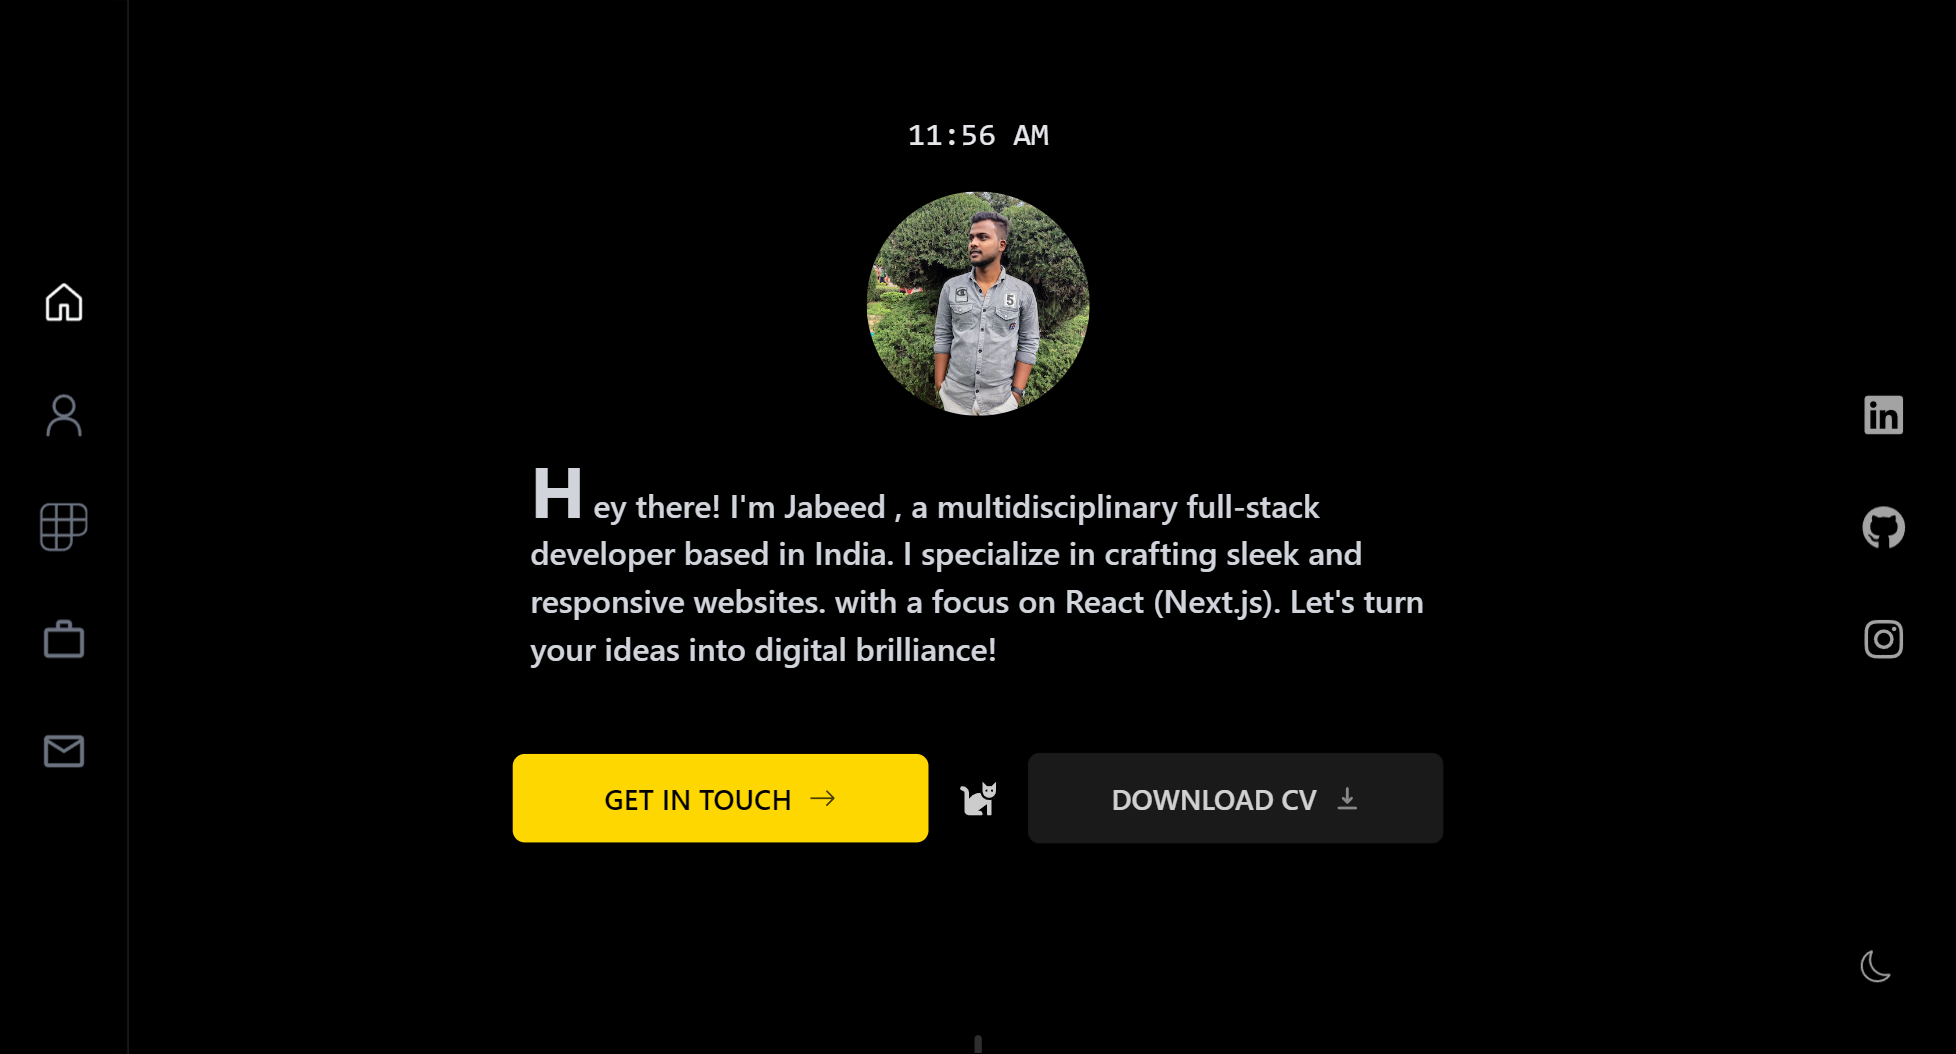 11:56 AM
5
Hey there! I'm Jabeed , a multidisciplinary full-stack
developer based in India. I specialize in crafting sleek and
responsive websites. with a focus on React (Next.js). Let's turn
your ideas into digital brilliance!
GET IN TOUCH →
DOWNLOAD CV
in